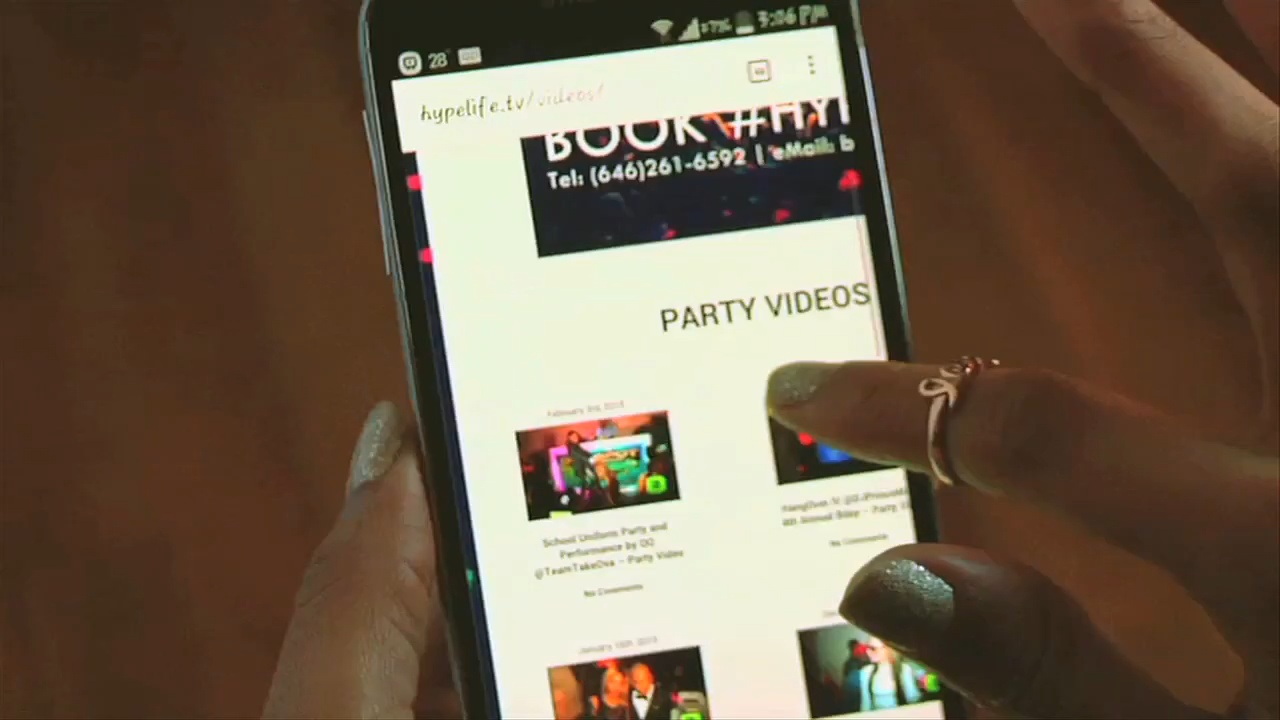 28°
3:06 PM
hypelife.tv/videos/
BOOK #HY
Tel: (646)261-6592 | eMail: b
PARTY VIDEOS
School Uniform Party and
Performance by QQ
@TeamTakeOva - Party Video
No Comments
No Comments